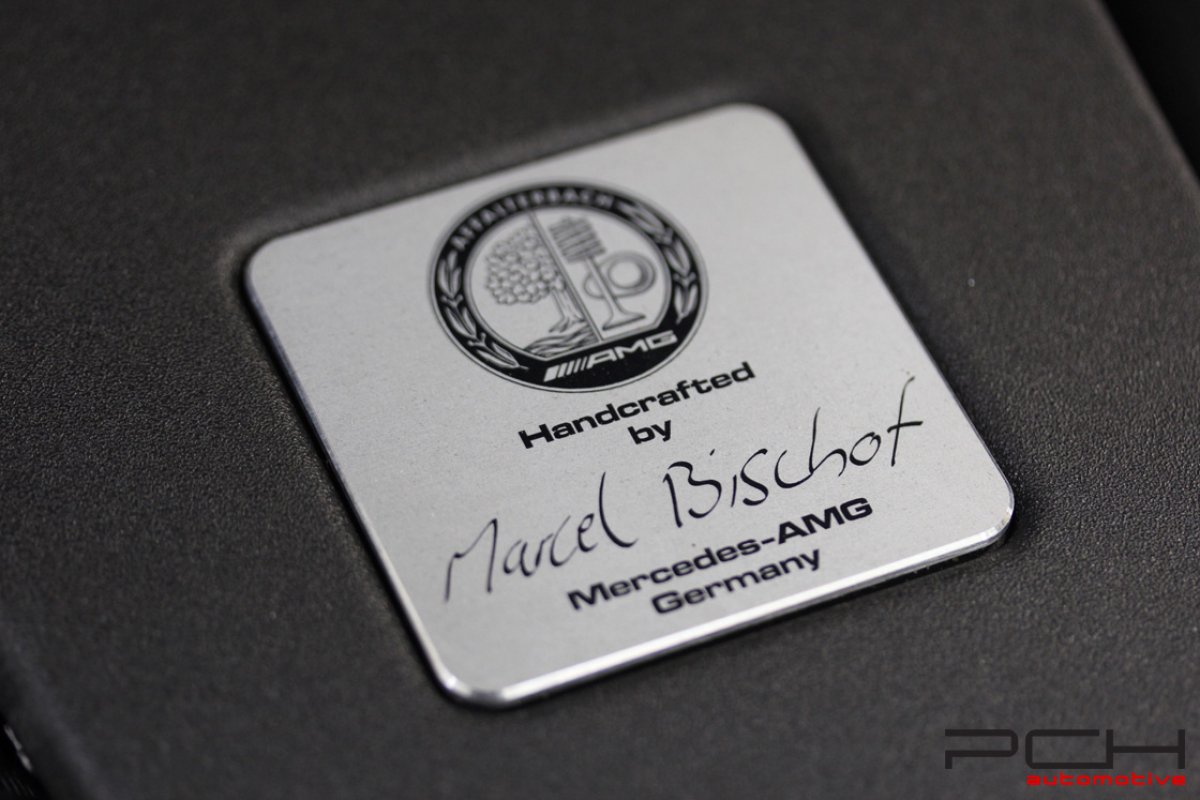 AFFALTERBACH
AMG
Handcrafted
by
Marcel Bischof
Mercedes-AMG
Germany
PCH
automotive